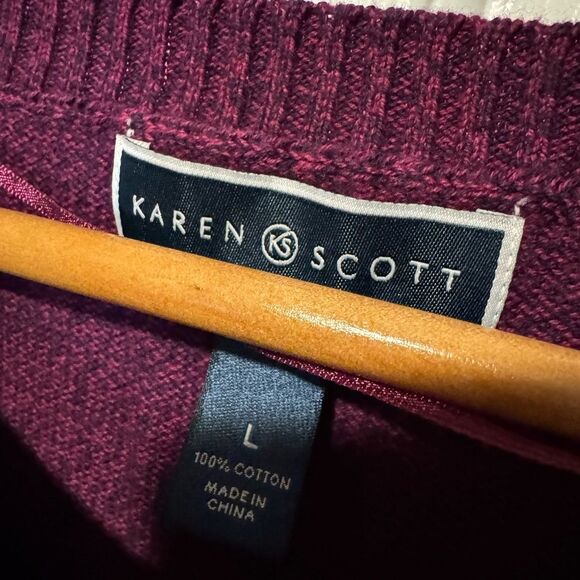 KAREN KS SCOTT
L
100% COTTON
MADE IN
CHINA